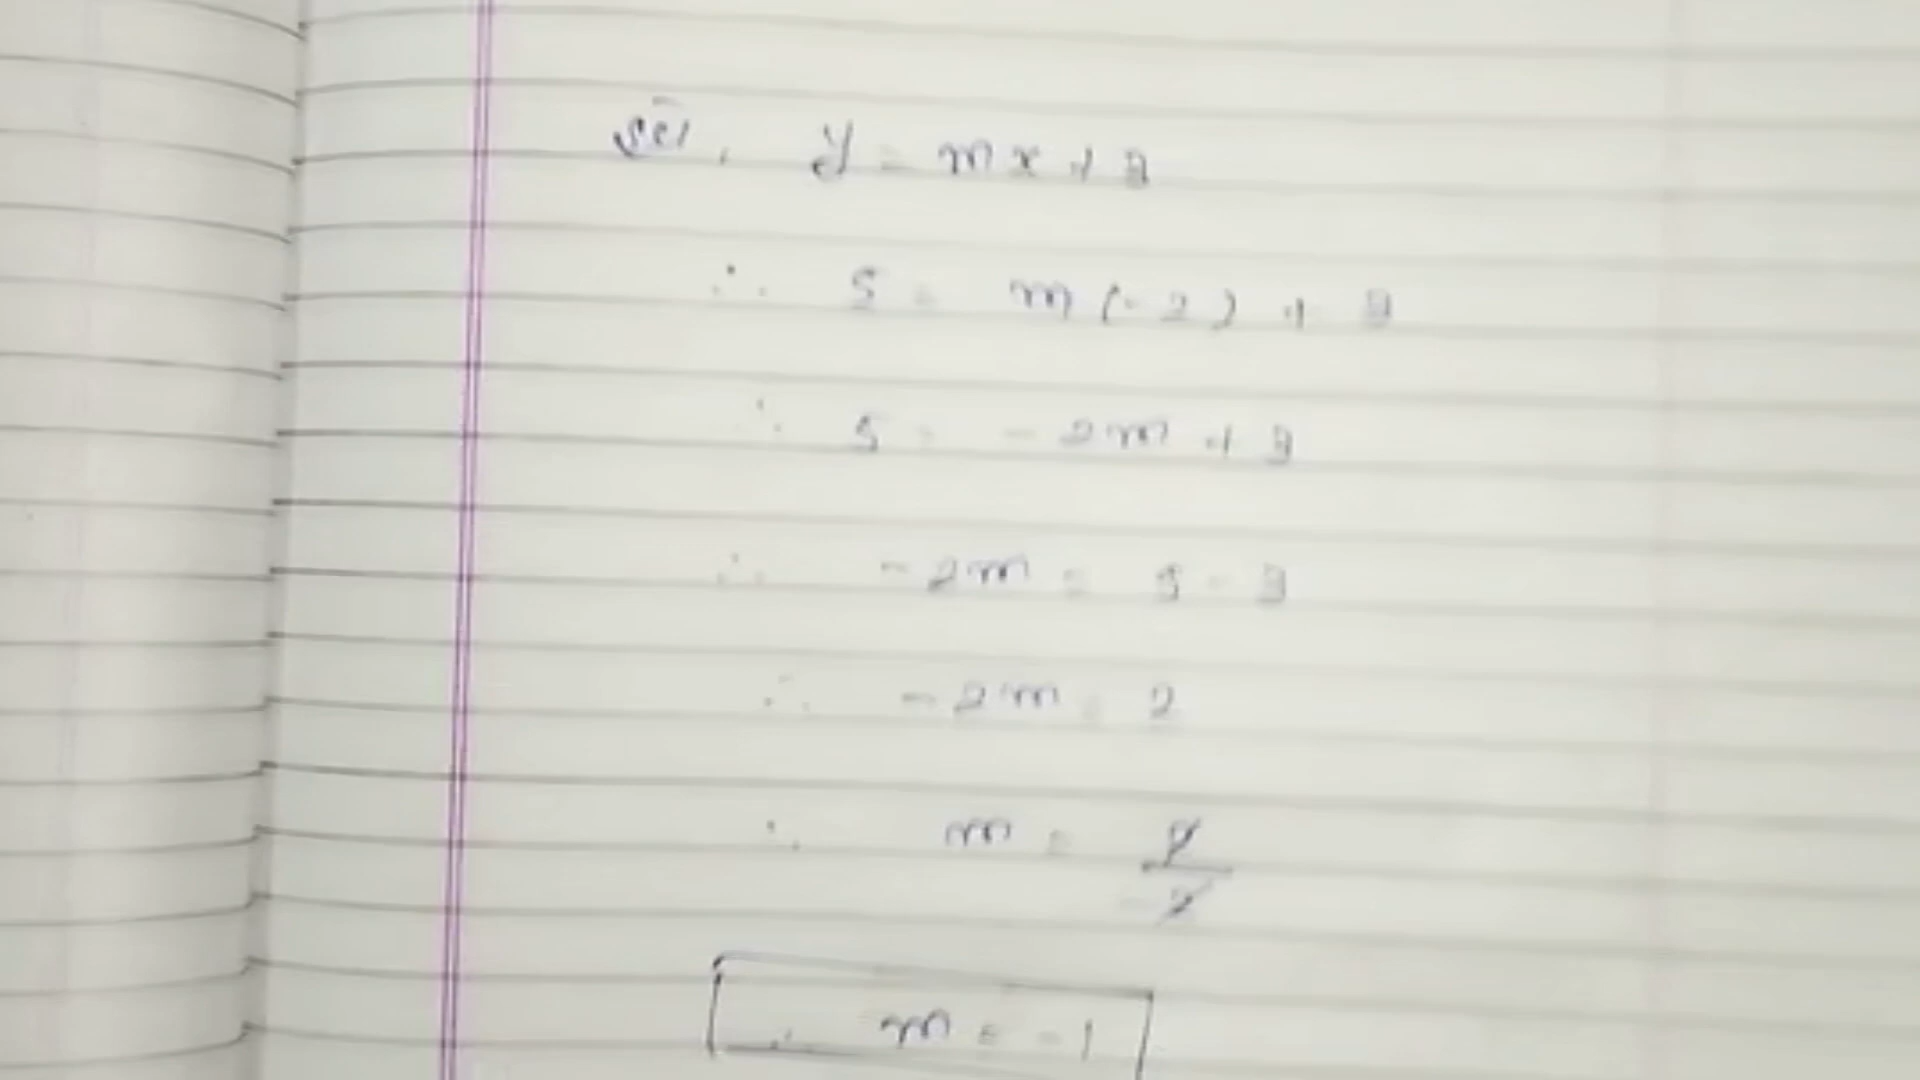 હવે, y = mx + 3
∴ 5 = m(-2) + 3
∴ 5 = -2m + 3
∴ -2m = 5 - 3
∴ -2m = 2
∴ m = 2/-2
∴ m = -1